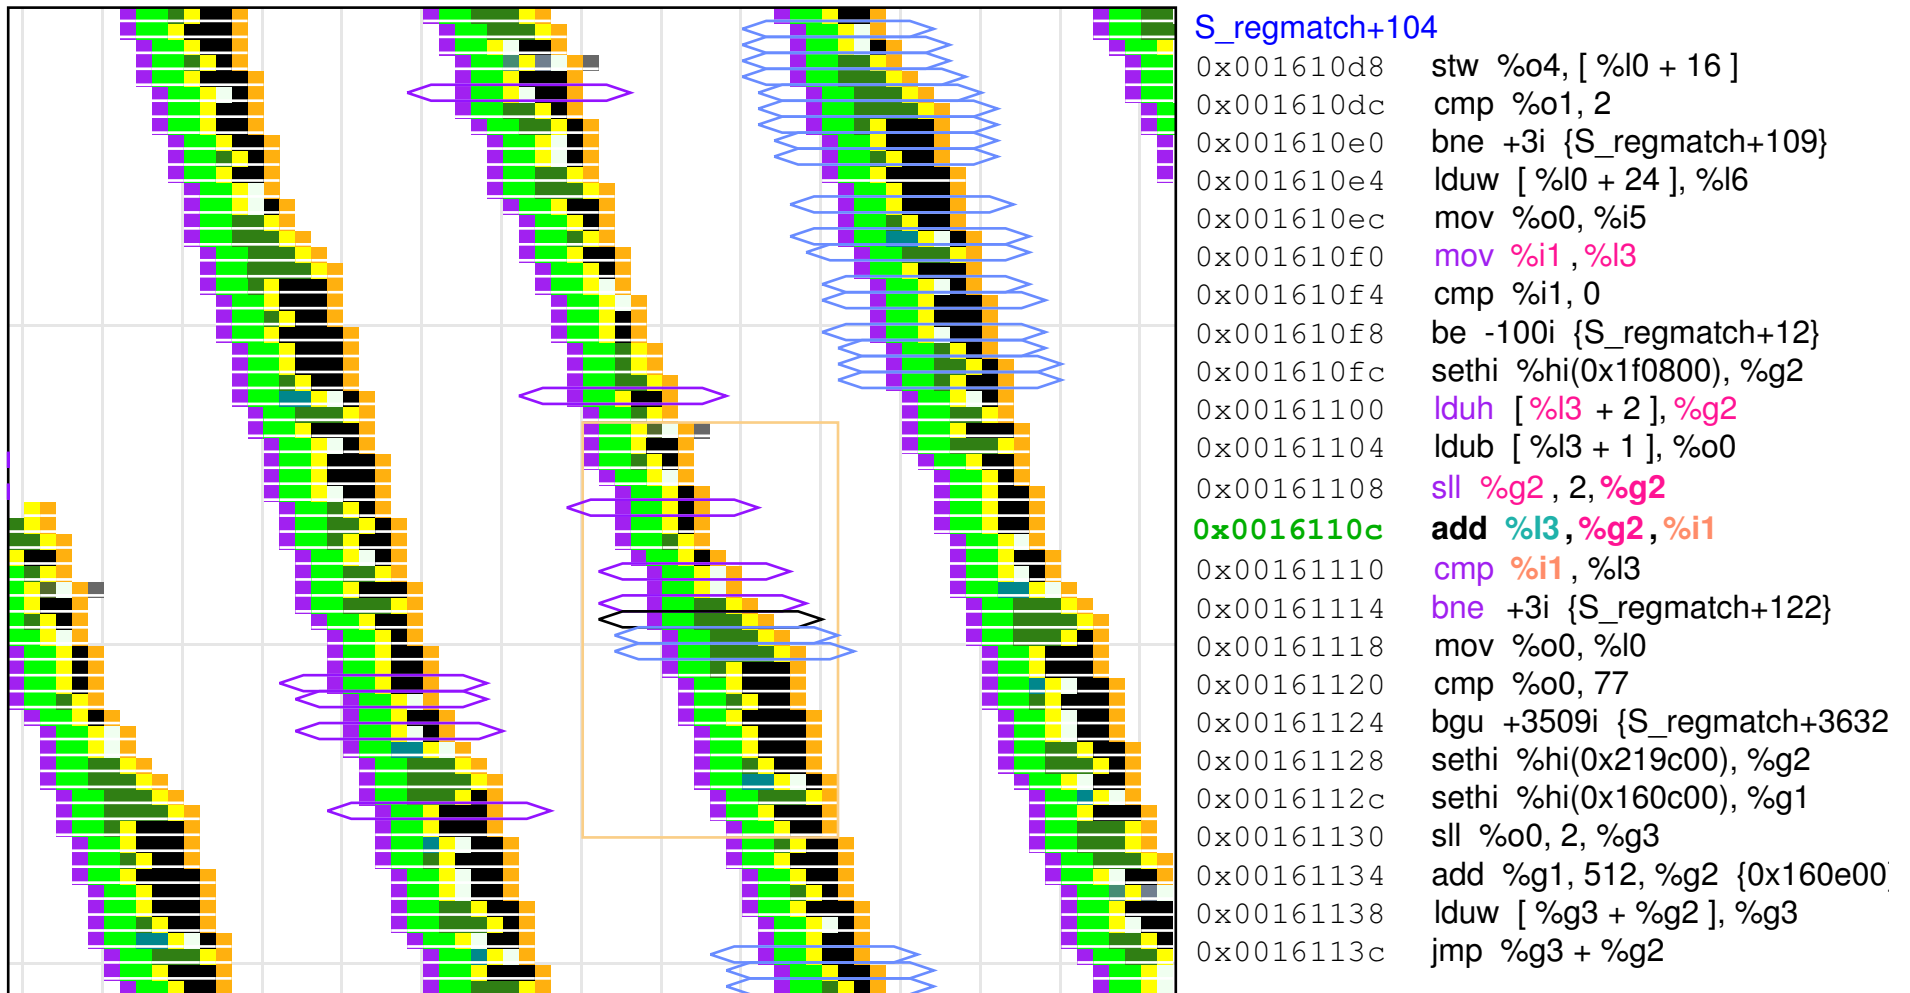 S_regmatch+104
0x001610d8 stw %o4, [ %l0 + 16 ]
0x001610dc cmp %o1, 2
0x001610e0 bne +3i {S_regmatch+109}
0x001610e4 lduw [ %l0 + 24 ], %l6
0x001610ec mov %o0, %i5
0x001610f0 mov %i1 , %l3
0x001610f4 cmp %i1, 0
0x001610f8 be -100i {S_regmatch+12}
0x001610fc sethi %hi(0x1f0800), %g2
0x00161100 lduh [ %l3 + 2 ], %g2
0x00161104 ldub [ %l3 + 1 ], %o0
0x00161108 sll %g2 , 2, %g2
0x0016110c add %l3 , %g2 , %i1
0x00161110 cmp %i1 , %l3
0x00161114 bne +3i {S_regmatch+122}
0x00161118 mov %o0, %l0
0x00161120 cmp %o0, 77
0x00161124 bgu +3509i {S_regmatch+3632
0x00161128 sethi %hi(0x219c00), %g2
0x0016112c sethi %hi(0x160c00), %g1
0x00161130 sll %o0, 2, %g3
0x00161134 add %g1, 512, %g2 {0x160e00}
0x00161138 lduw [ %g3 + %g2 ], %g3
0x0016113c jmp %g3 + %g2